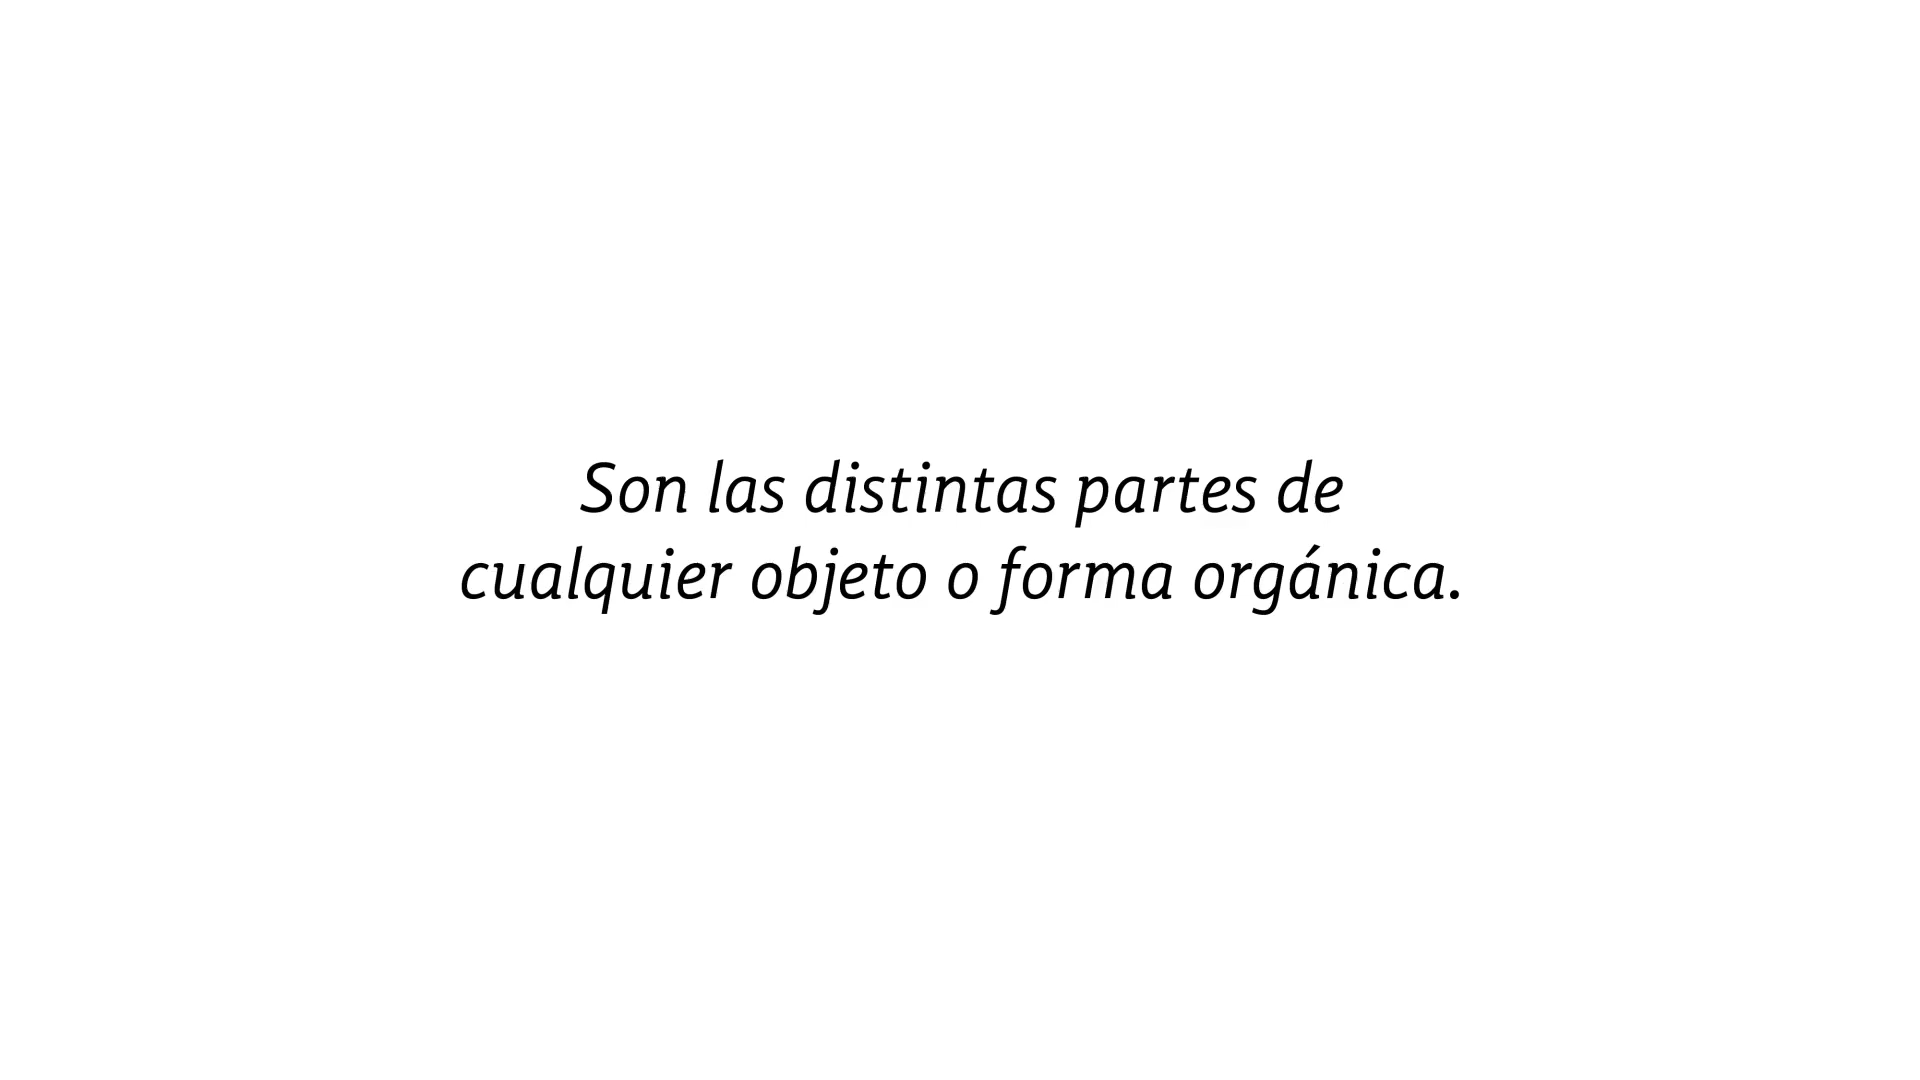 Son las distintas partes de
cualquier objeto o forma orgánica.